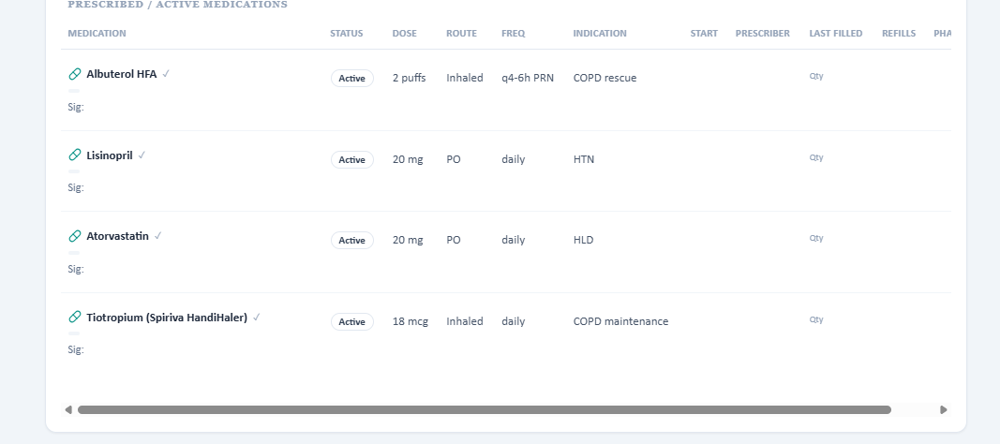 PRESCRIBED / ACTIVE MEDICATIONS
MEDICATION STATUS DOSE ROUTE FREQ INDICATION START PRESCRIBER LAST FILLED REFILLS PHA
Albuterol HFA ✓ Active 2 puffs Inhaled q4-6h PRN COPD rescue Qty
Sig:
Lisinopril ✓ Active 20 mg PO daily HTN Qty
Sig:
Atorvastatin ✓ Active 20 mg PO daily HLD Qty
Sig:
Tiotropium (Spiriva HandiHaler) ✓ Active 18 mcg Inhaled daily COPD maintenance Qty
Sig: